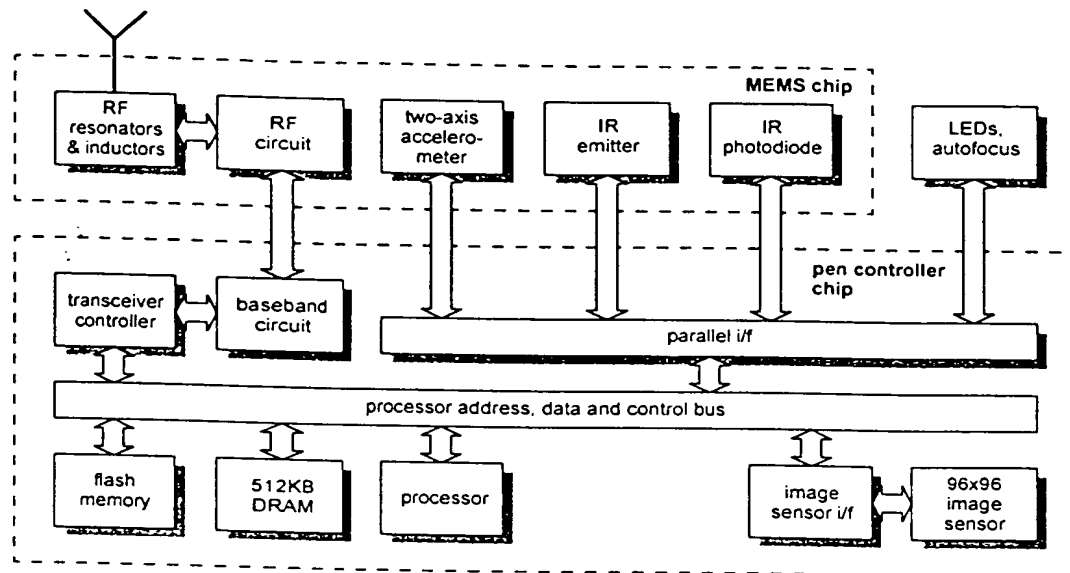 MEMS chip
RF
resonators
& inductors
RF
circuit
two-axis
accelero-
meter
IR
emitter
IR
photodiode
LEDs,
autofocus
pen controller
chip
transceiver
controller
baseband
circuit
parallel i/f
processor address, data and control bus
flash
memory
512KB
DRAM
processor
image
sensor i/f
96x96
image
sensor